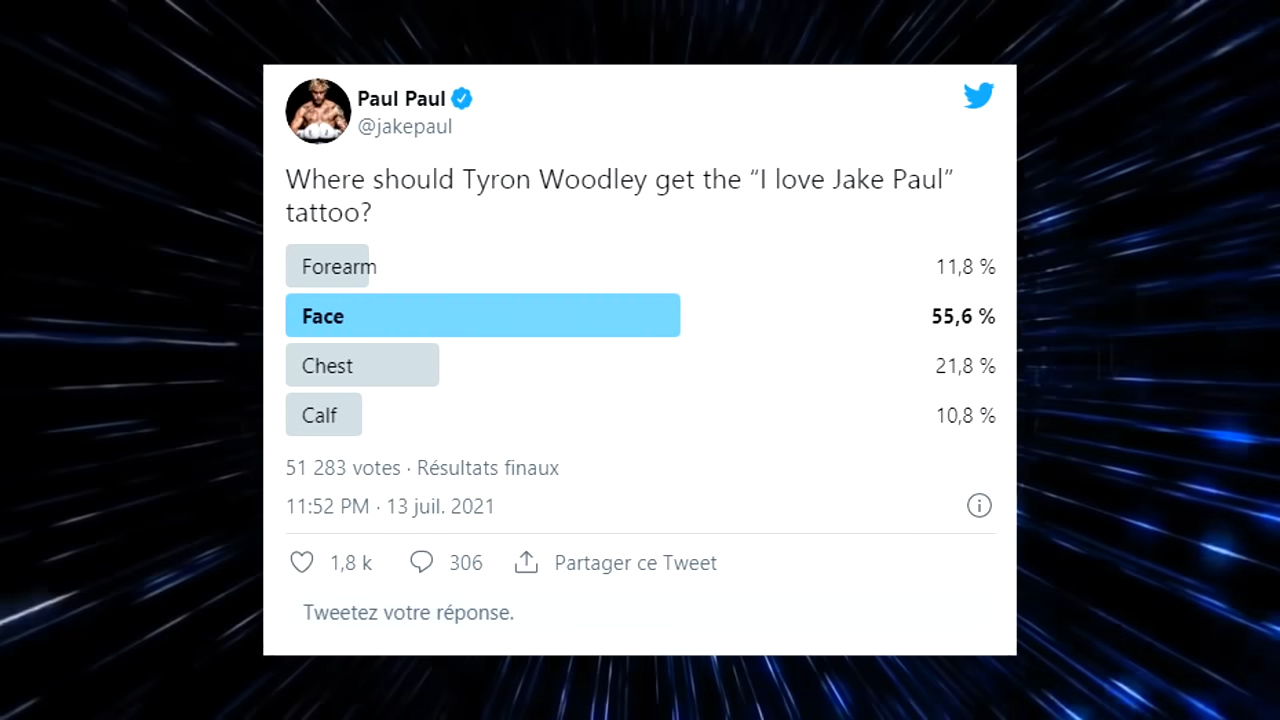 Paul Paul
@jakepaul
Where should Tyron Woodley get the “I love Jake Paul”
tattoo?
Forearm 11,8 %
Face 55,6 %
Chest 21,8 %
Calf 10,8 %
51 283 votes · Résultats finaux
11:52 PM · 13 juil. 2021
1,8 k 306 Partager ce Tweet
Tweetez votre réponse.